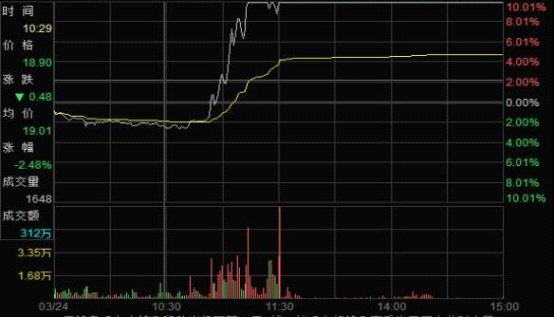 时间
10:29
价格
18.90
涨跌
▼ 0.48
均价
19.01
涨幅
-2.48%
成交量
1648
成交额
312万
3.35万
1.68万
10.01%
8.01%
6.01%
4.00%
2.00%
0.00%
2.00%
4.00%
6.01%
8.01%
10.01%
03/24
10:30
11:30
14:00
15:00